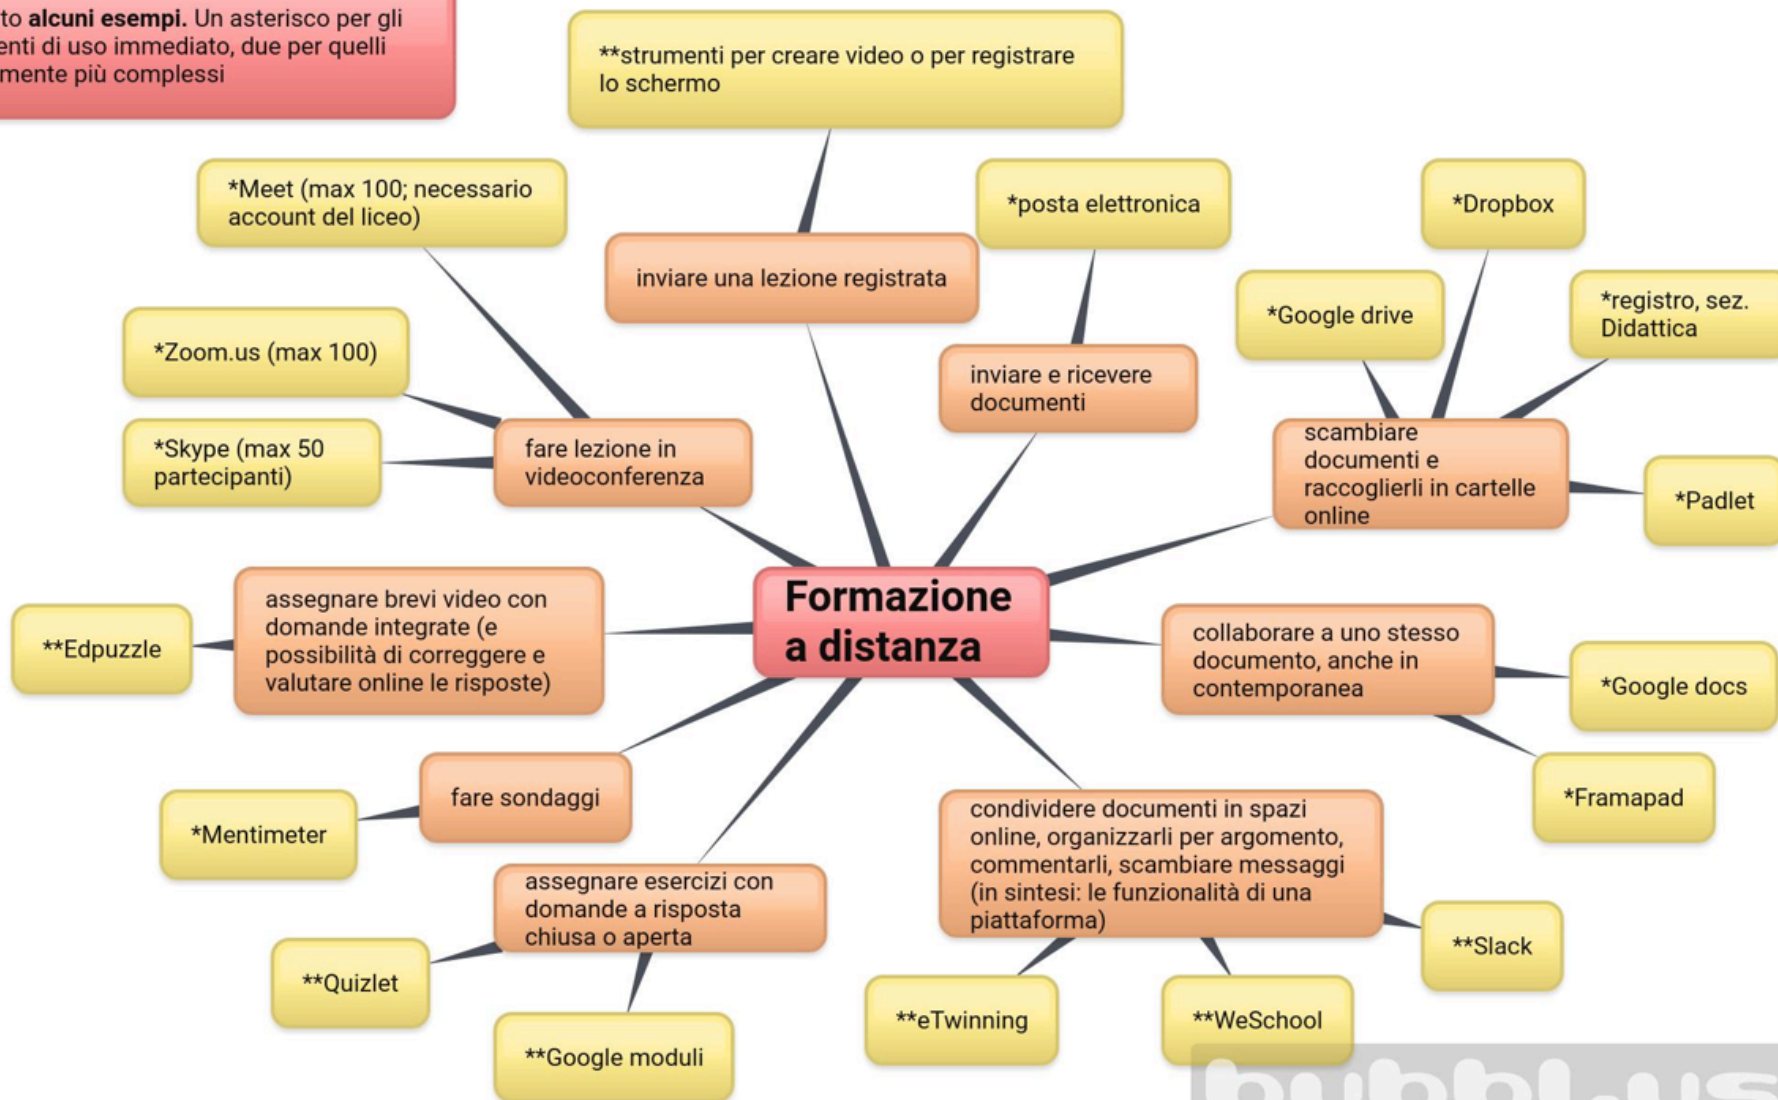 to alcuni esempi. Un asterisco per gli
enti di uso immediato, due per quelli
mente più complessi
**strumenti per creare video o per registrare
lo schermo
*Meet (max 100; necessario
account del liceo)
*posta elettronica
*Dropbox
inviare una lezione registrata
*Google drive
*registro, sez.
Didattica
*Zoom.us (max 100)
inviare e ricevere
documenti
*Skype (max 50
partecipanti)
fare lezione in
videoconferenza
scambiare
documenti e
raccoglierli in cartelle
online
*Padlet
Formazione
a distanza
**Edpuzzle
assegnare brevi video con
domande integrate (e
possibilità di correggere e
valutare online le risposte)
collaborare a uno stesso
documento, anche in
contemporanea
*Google docs
*Framapad
fare sondaggi
*Mentimeter
condividere documenti in spazi
online, organizzarli per argomento,
commentarli, scambiare messaggi
(in sintesi: le funzionalità di una
piattaforma)
assegnare esercizi con
domande a risposta
chiusa o aperta
**Slack
**Quizlet
**eTwinning
**WeSchool
**Google moduli
bubbl.us